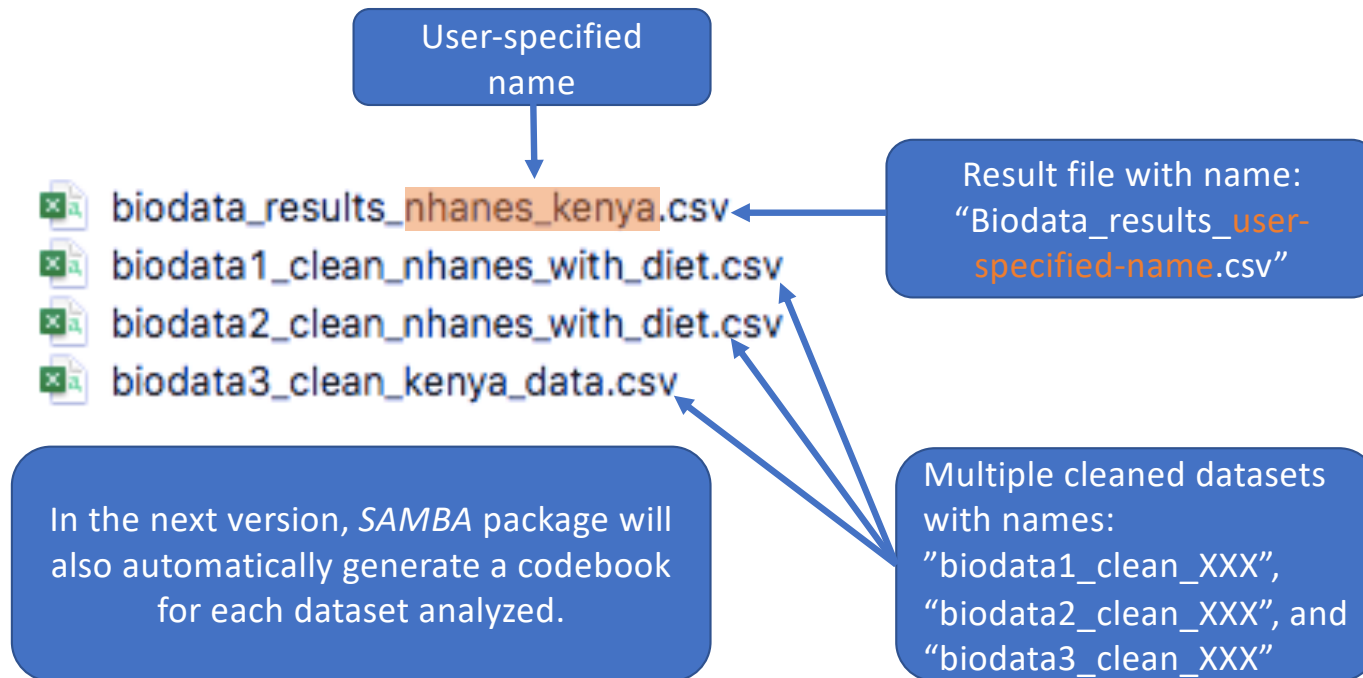 User-specified
name
biodata_results_nhanes_kenya.csv
biodata1_clean_nhanes_with_diet.csv
biodata2_clean_nhanes_with_diet.csv
biodata3_clean_kenya_data.csv
Result file with name:
“Biodata_results_user-
specified-name.csv”
In the next version, SAMBA package will
also automatically generate a codebook
for each dataset analyzed.
Multiple cleaned datasets
with names:
”biodata1_clean_XXX”,
“biodata2_clean_XXX”, and
“biodata3_clean_XXX”